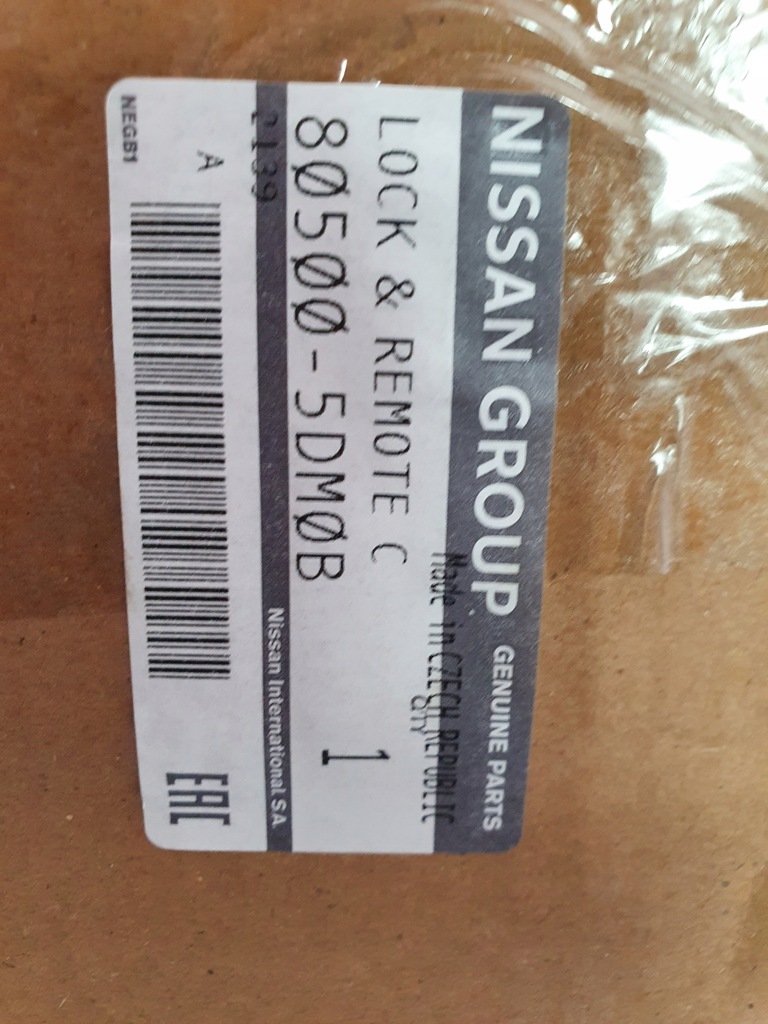 NISSAN GROUP GENUINE PARTS
Made in CZECH REPUBLIC
QTY
LOCK & REMOTE C
80500-5DM0B 1
2139
Nissan International SA
A
NEGB1
EAC